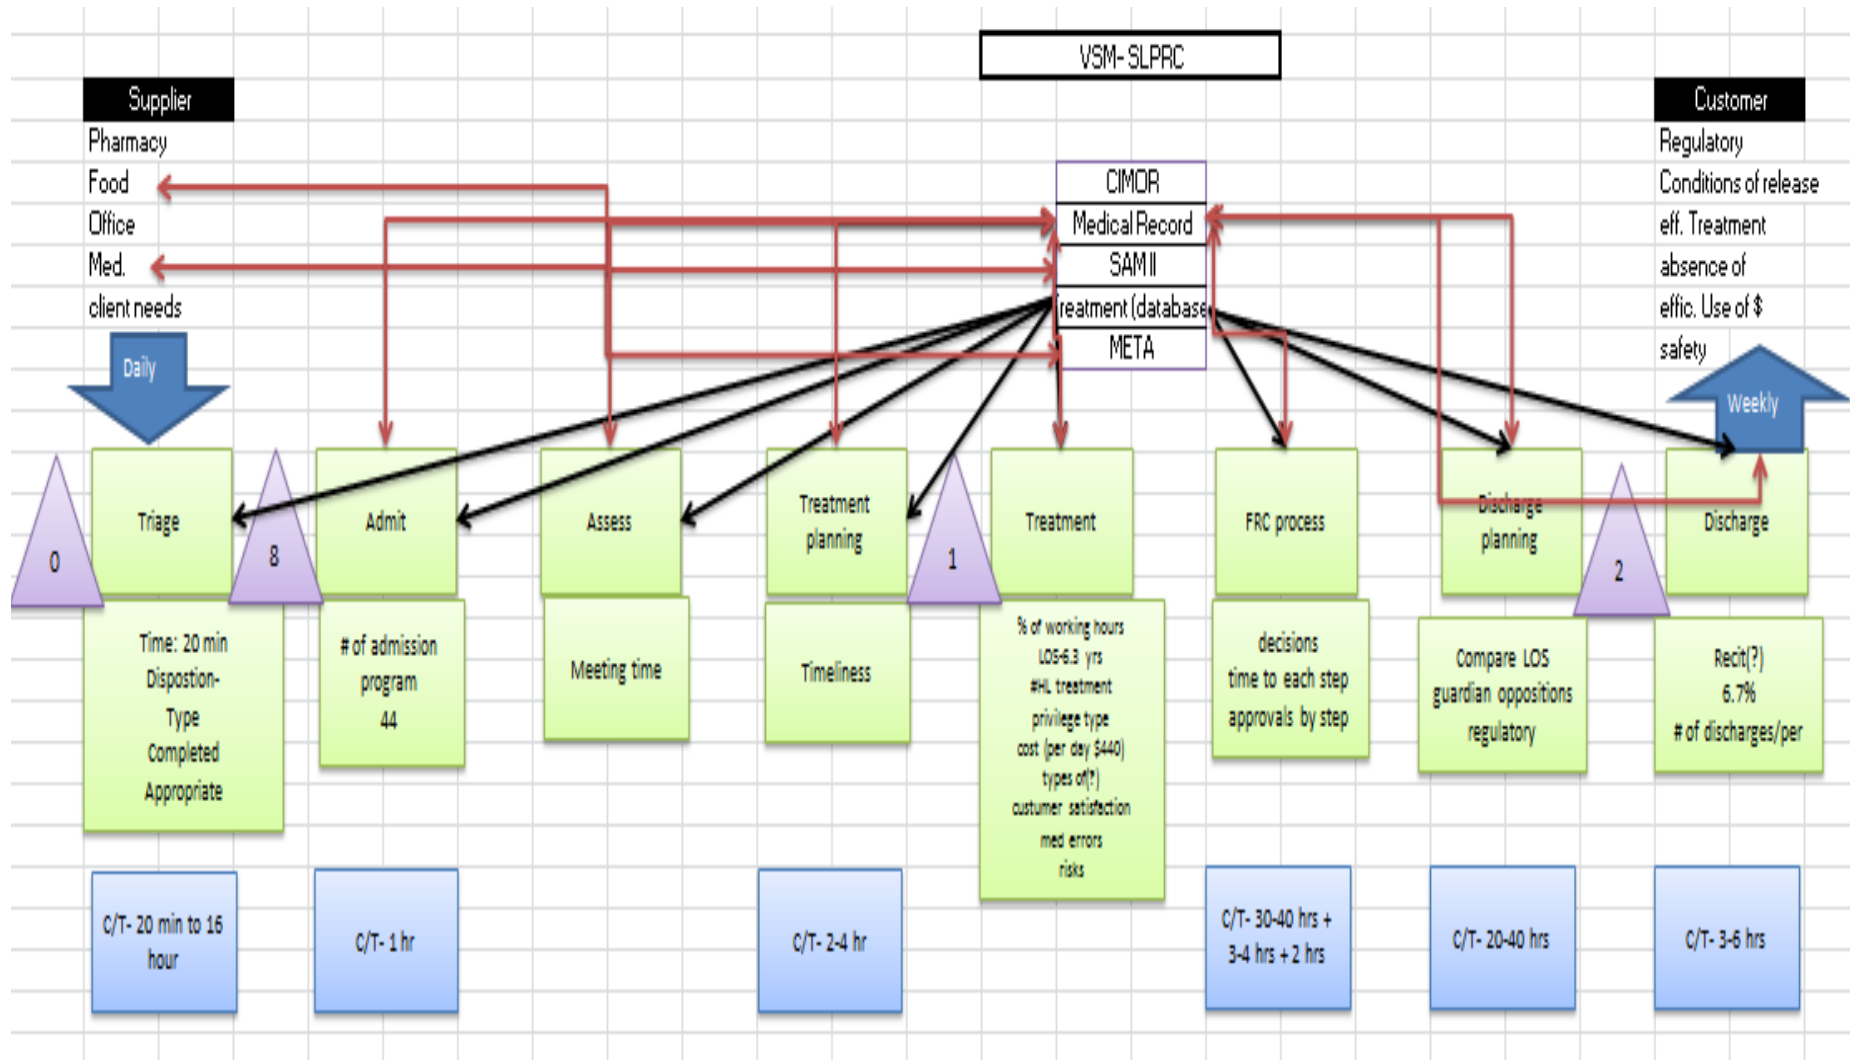 VSM- SLPRC
Supplier
Pharmacy
Food
Office
Med.
client needs
Daily
CIMOR
Medical Record
SAM II
reatment (database
META
Customer
Regulatory
Conditions of release
eff. Treatment
absence of
effic. Use of $
safety
Weekly
0
Triage
8
Admit
Assess
Treatment
planning
1
Treatment
FRC process
Discharge
planning
2
Discharge
Time: 20 min
Dispostion-
Type
Completed
Appropriate
# of admission
program
44
Meeting time
Timeliness
% of working hours
LOS-6.3 yrs
#HL treatment
privilege type
cost (per day $440)
types of(?)
custumer satisfaction
med errors
risks
decisions
time to each step
approvals by step
Compare LOS
guardian oppositions
regulatory
Recit(?)
6.7%
# of discharges/per
C/T- 20 min to 16
hour
C/T- 1 hr
C/T- 2-4 hr
C/T- 30-40 hrs +
3-4 hrs + 2 hrs
C/T- 20-40 hrs
C/T- 3-6 hrs